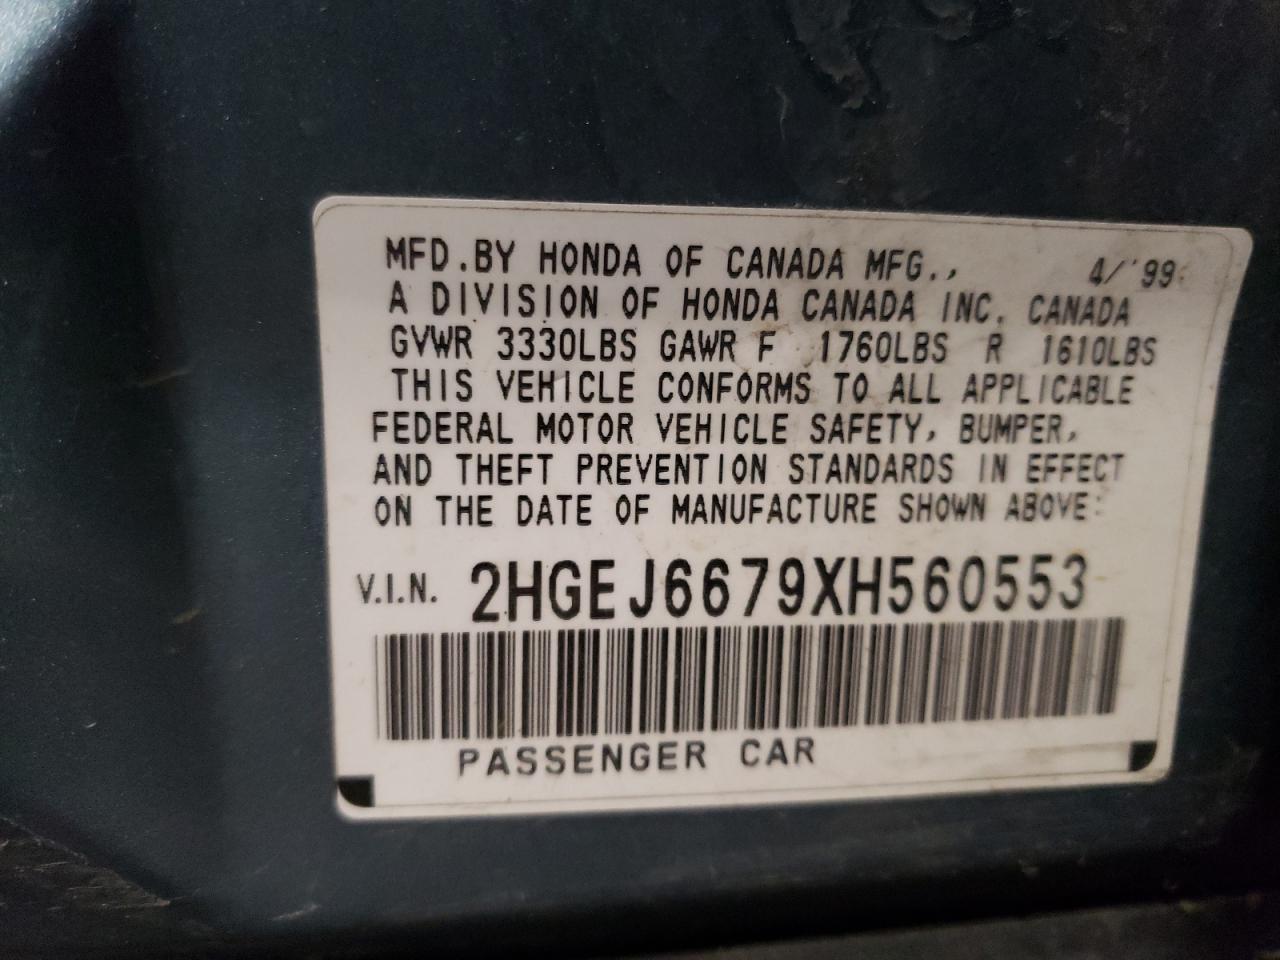 MFD.BY HONDA OF CANADA MFG., 4/'99
A DIVISION OF HONDA CANADA INC. CANADA
GVWR 3330LBS GAWR F 1760LBS R 1610LBS
THIS VEHICLE CONFORMS TO ALL APPLICABLE
FEDERAL MOTOR VEHICLE SAFETY, BUMPER,
AND THEFT PREVENTION STANDARDS IN EFFECT
ON THE DATE OF MANUFACTURE SHOWN ABOVE:
V.I.N. 2HGEJ6679XH560553
PASSENGER CAR